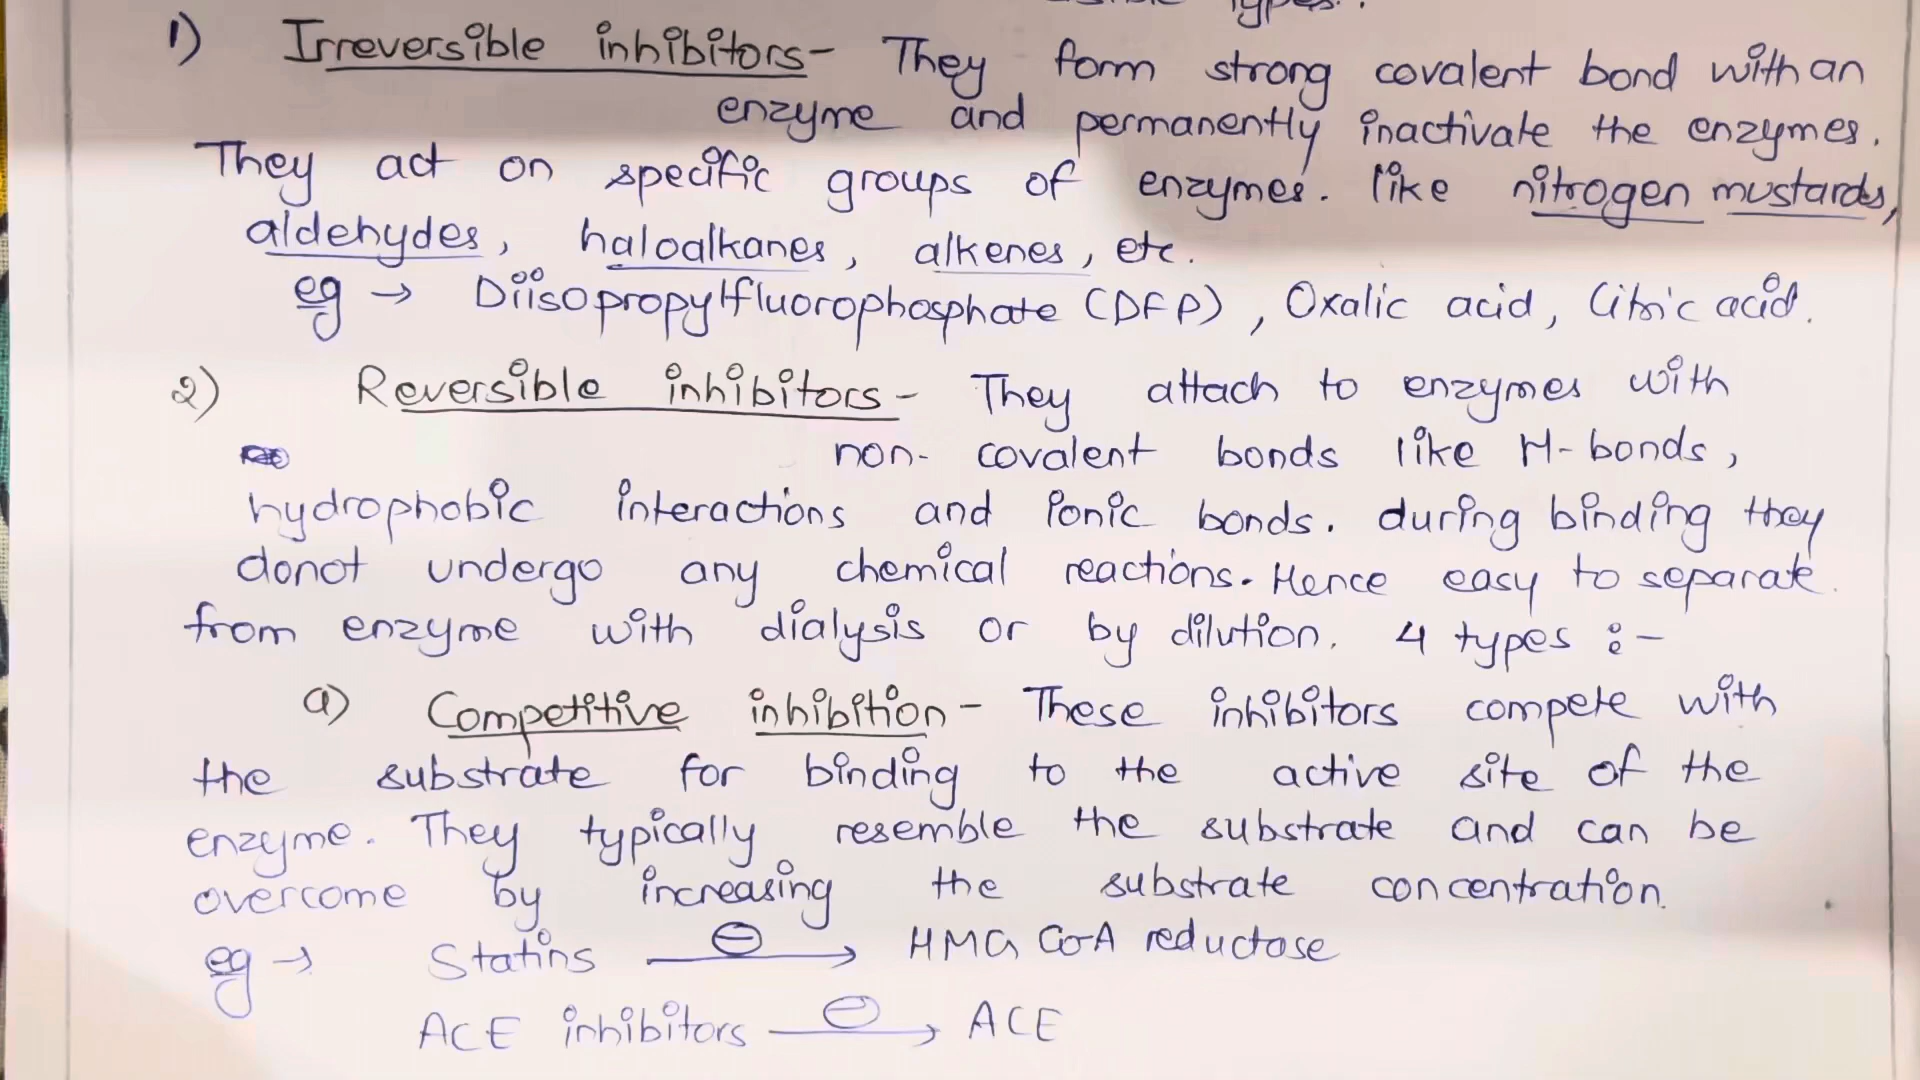 types.
1) Irreversible inhibitors- They form strong covalent bond with an
enzyme and permanently inactivate the enzymes.
They act on specific groups of enzymes. like nitrogen mustards,
aldehydes, haloalkanes, alkenes, etc.
eg → Diisopropylfluorophosphate (DFP), Oxalic acid, Citric acid.
2) Reversible inhibitors- They attach to enzymes with
non-covalent bonds like H-bonds,
hydrophobic interactions and ionic bonds. during binding they
donot undergo any chemical reactions. Hence easy to separate.
from enzyme with dialysis or by dilution. 4 types :-
a) Competitive inhibition- These inhibitors compete with
the substrate for binding to the active site of the
enzyme. They typically resemble the substrate and can be
overcome by increasing the substrate concentration.
eg → Statins ⊖→ HMG CoA reductase
ACE inhibitors ⊖→ ACE